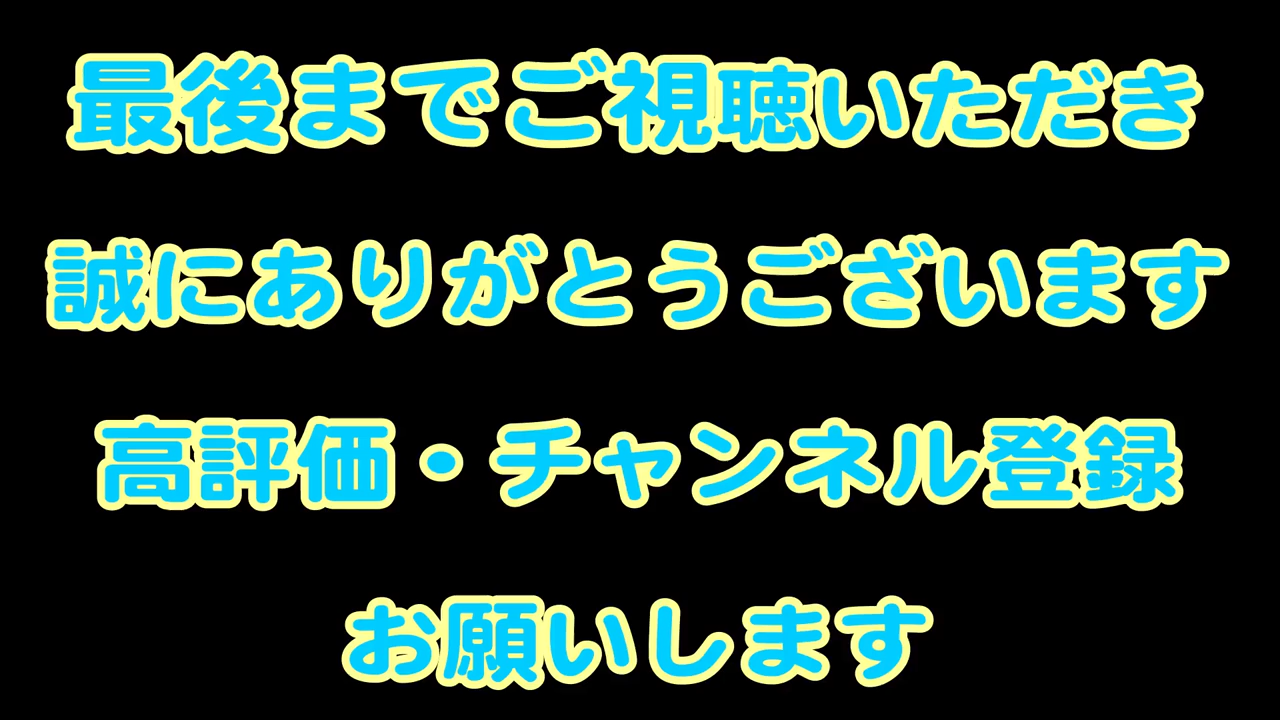 最後までご視聴いただき
誠にありがとうございます
高評価・チャンネル登録
お願いします